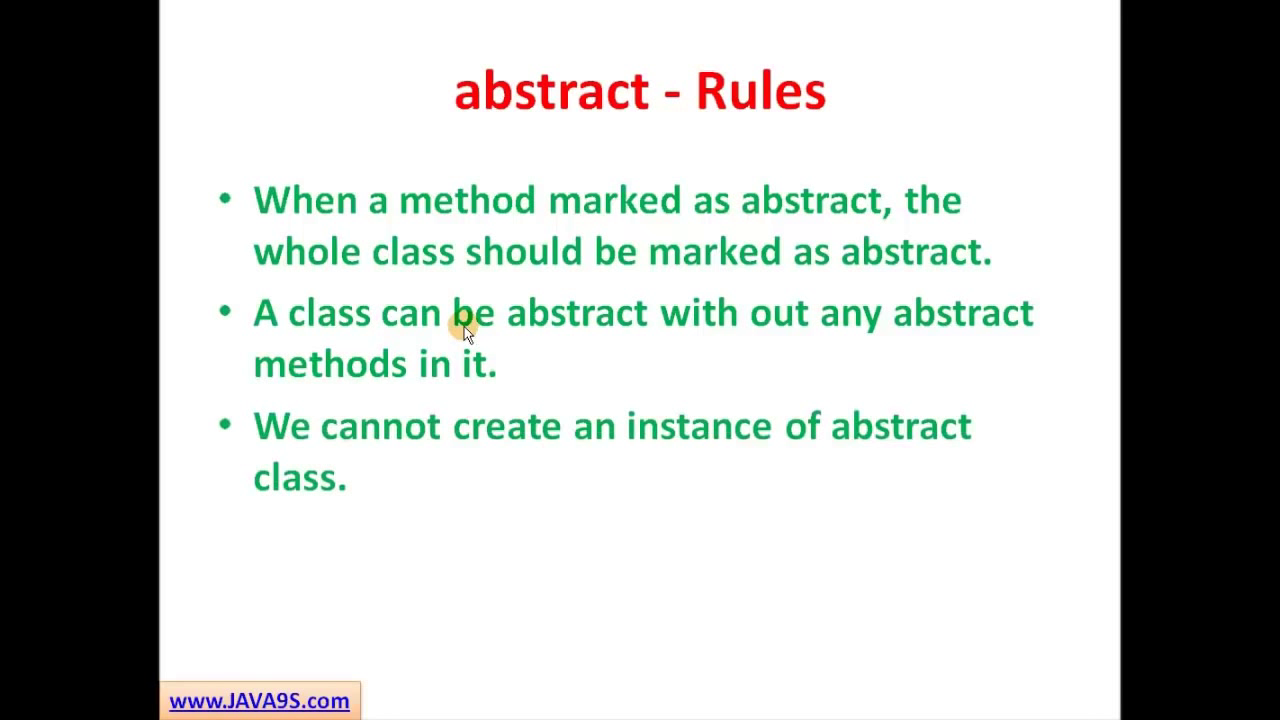 abstract - Rules
• When a method marked as abstract, the
whole class should be marked as abstract.
• A class can be abstract with out any abstract
methods in it.
• We cannot create an instance of abstract
class.
www.JAVA9S.com